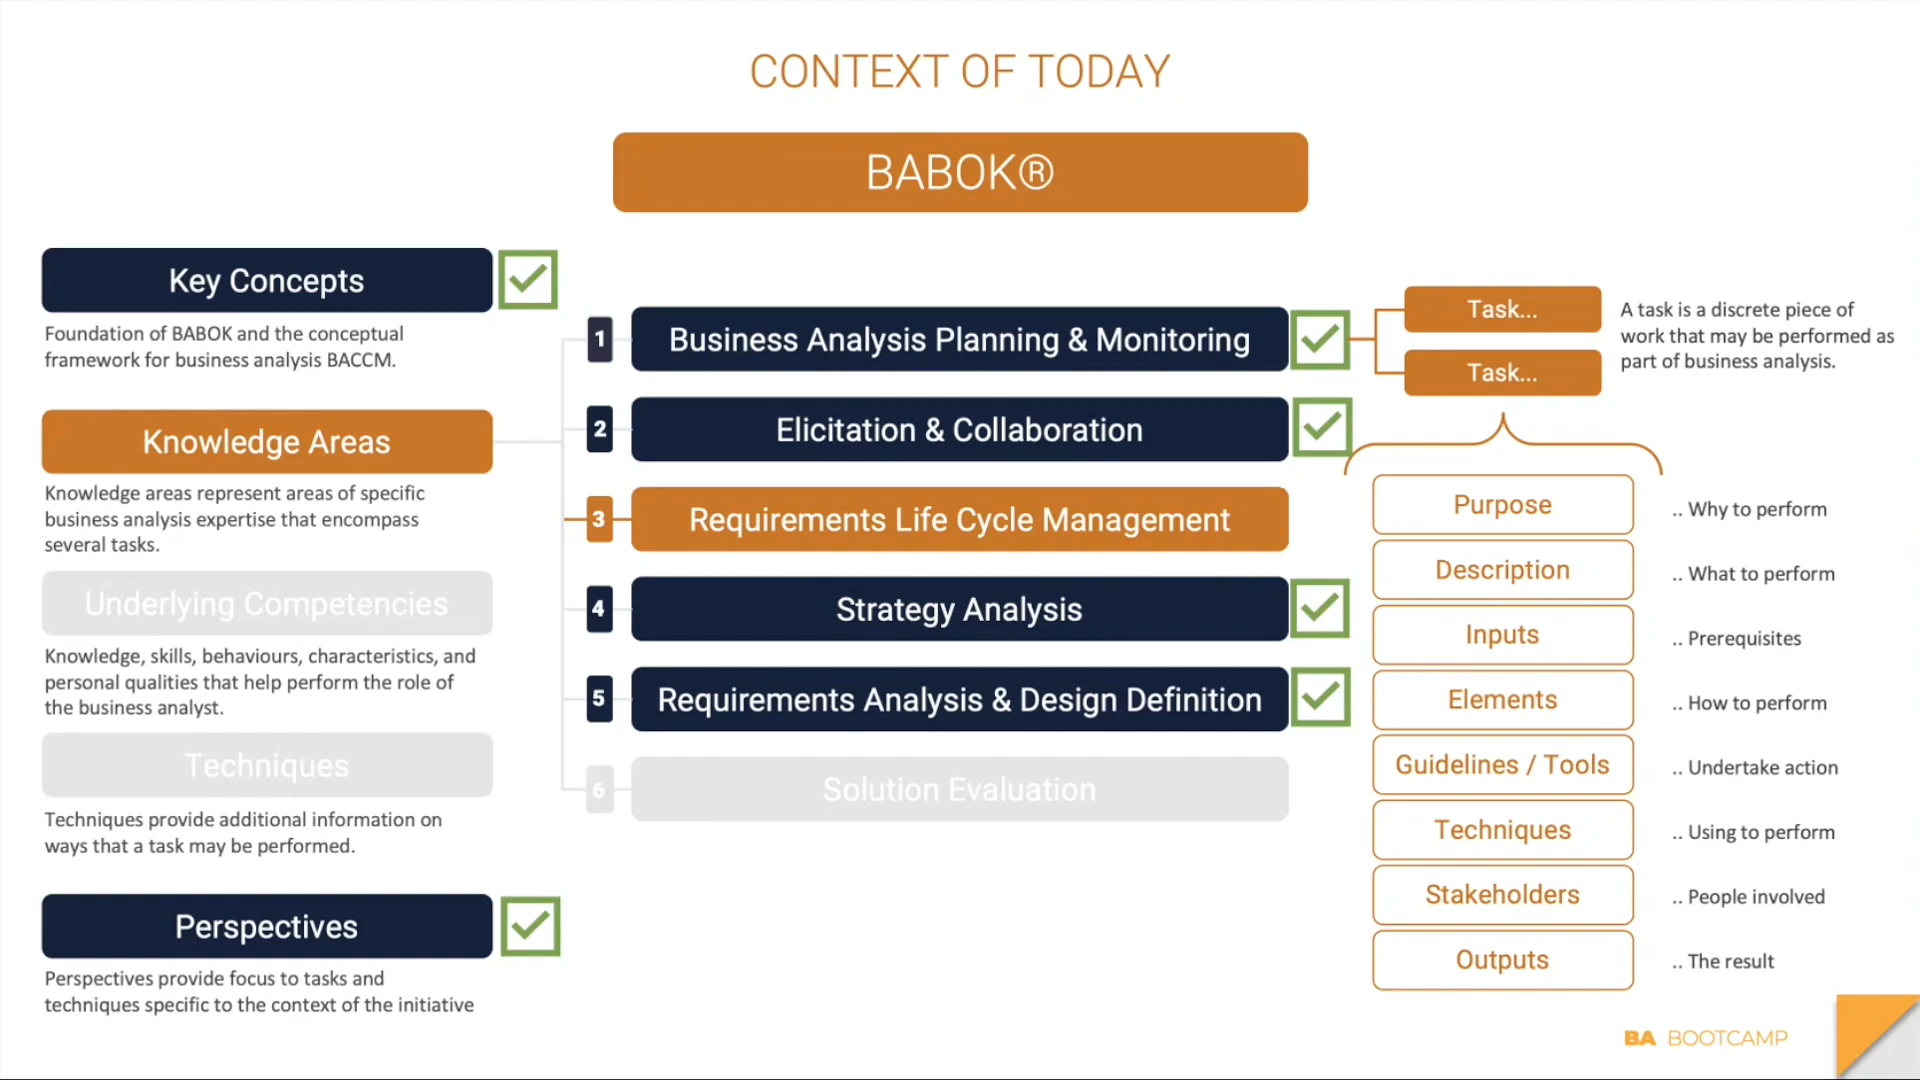 CONTEXT OF TODAY
BABOK®
Key Concepts
Foundation of BABOK and the conceptual
framework for business analysis BACCM.
Knowledge Areas
Knowledge areas represent areas of specific
business analysis expertise that encompass
several tasks.
Underlying Competencies
Knowledge, skills, behaviours, characteristics, and
personal qualities that help perform the role of
the business analyst.
Techniques
Techniques provide additional information on
ways that a task may be performed.
Perspectives
Perspectives provide focus to tasks and
techniques specific to the context of the initiative
1 Business Analysis Planning & Monitoring
2 Elicitation & Collaboration
3 Requirements Life Cycle Management
4 Strategy Analysis
5 Requirements Analysis & Design Definition
6 Solution Evaluation
Task...
Task...
A task is a discrete piece of
work that may be performed as
part of business analysis.
Purpose .. Why to perform
Description .. What to perform
Inputs .. Prerequisites
Elements .. How to perform
Guidelines / Tools .. Undertake action
Techniques .. Using to perform
Stakeholders .. People involved
Outputs .. The result
BA BOOTCAMP